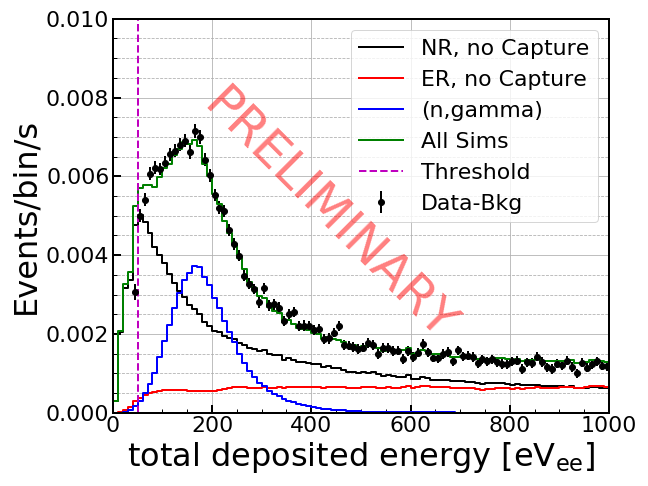 0.010
0.008
0.006
0.004
0.002
0.000
Events/bin/s
0 200 400 600 800 1000
total deposited energy [eVee]
NR, no Capture
ER, no Capture
(n,gamma)
All Sims
Threshold
Data-Bkg
PRELIMINARY